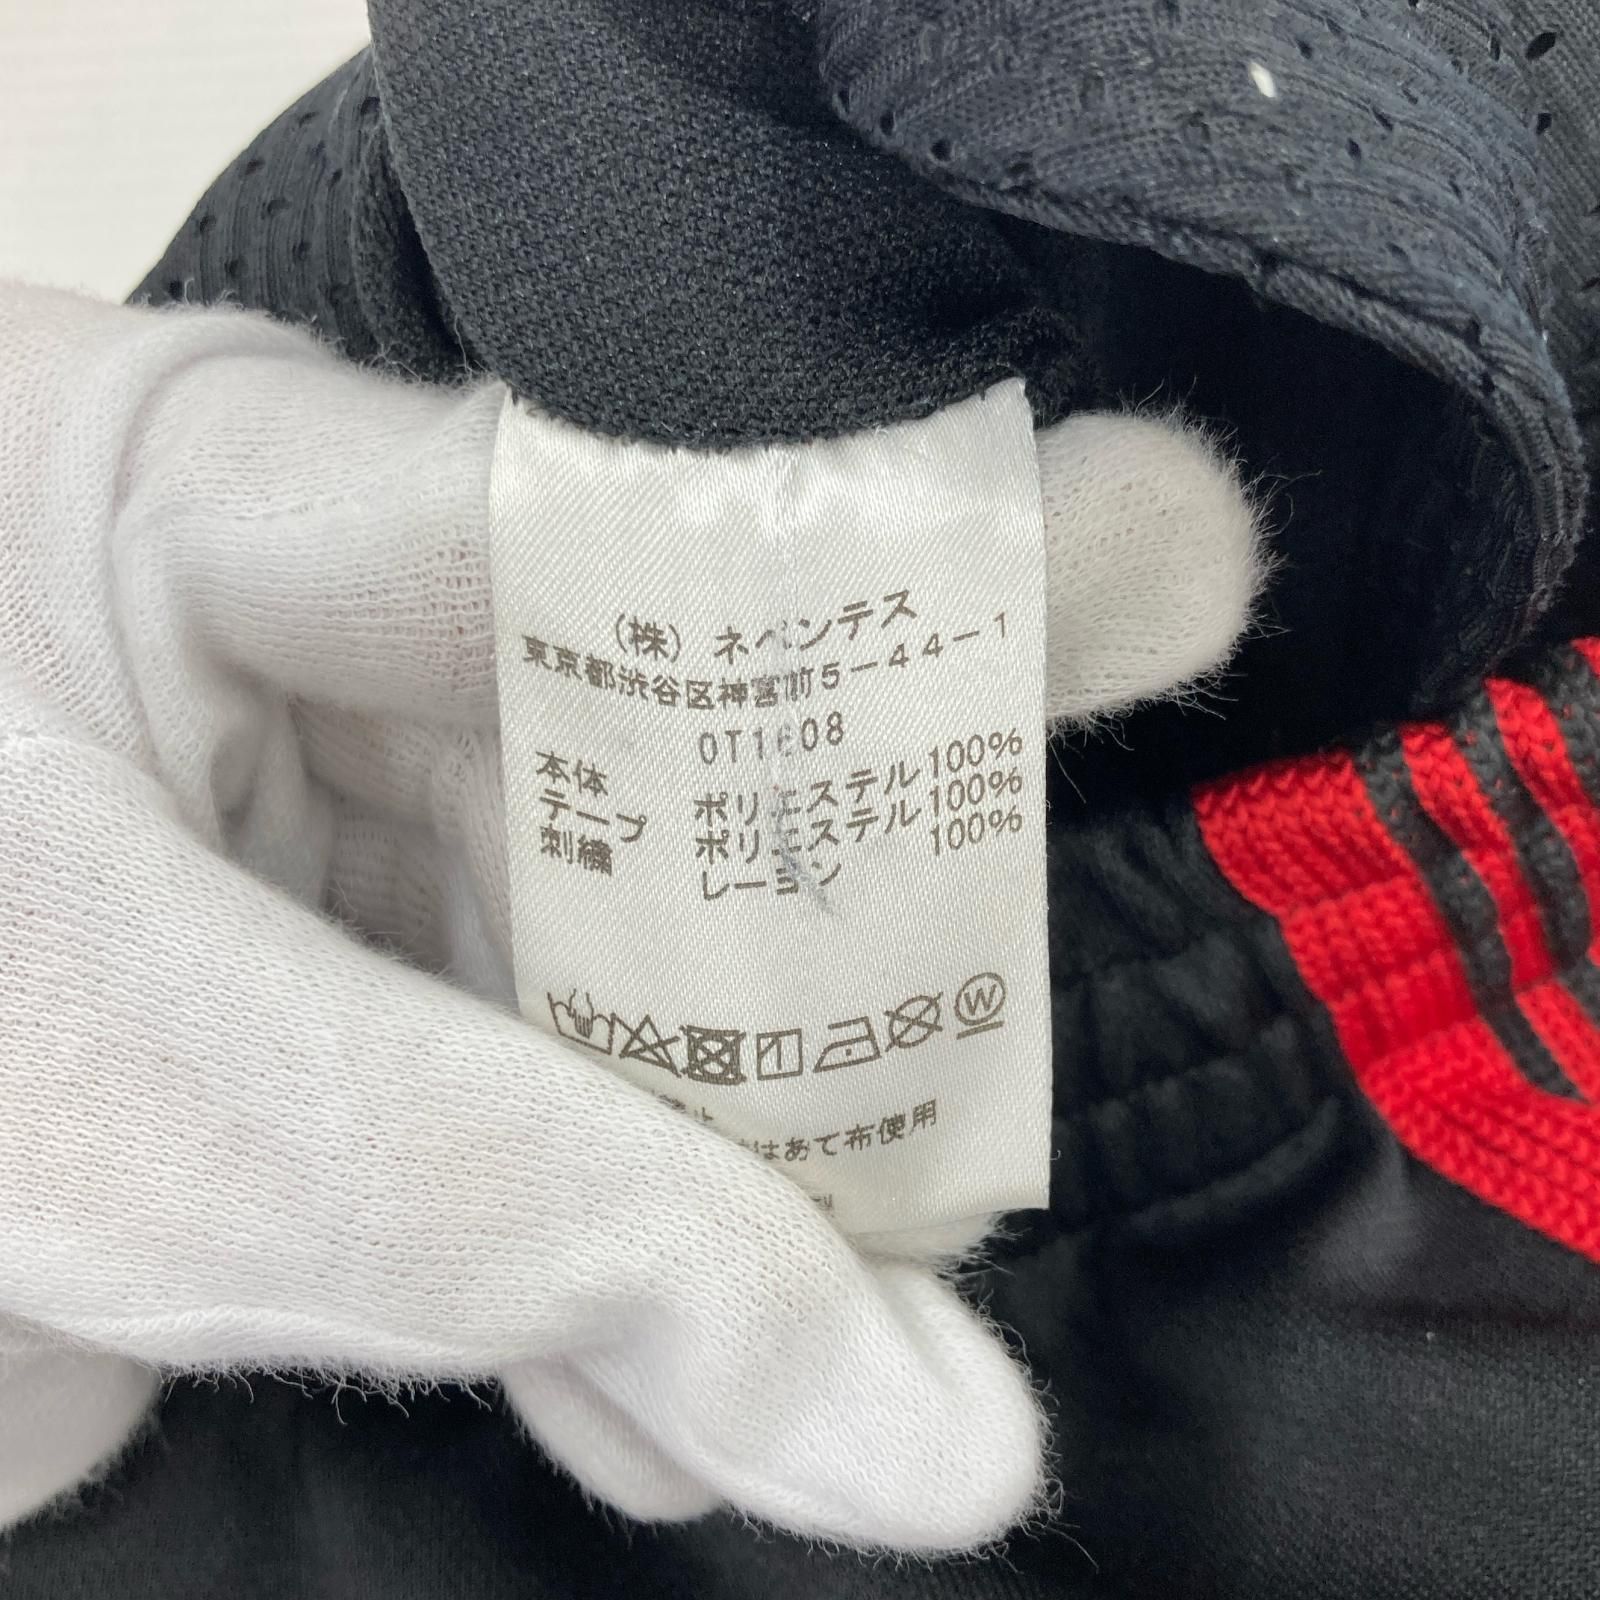 (株) ネペンテス
東京都渋谷区神宮前5-44-1
本体 ポリエステル100%
テープ ポリエステル100%
刺繍 レーヨン 100%
W
はあて布使用